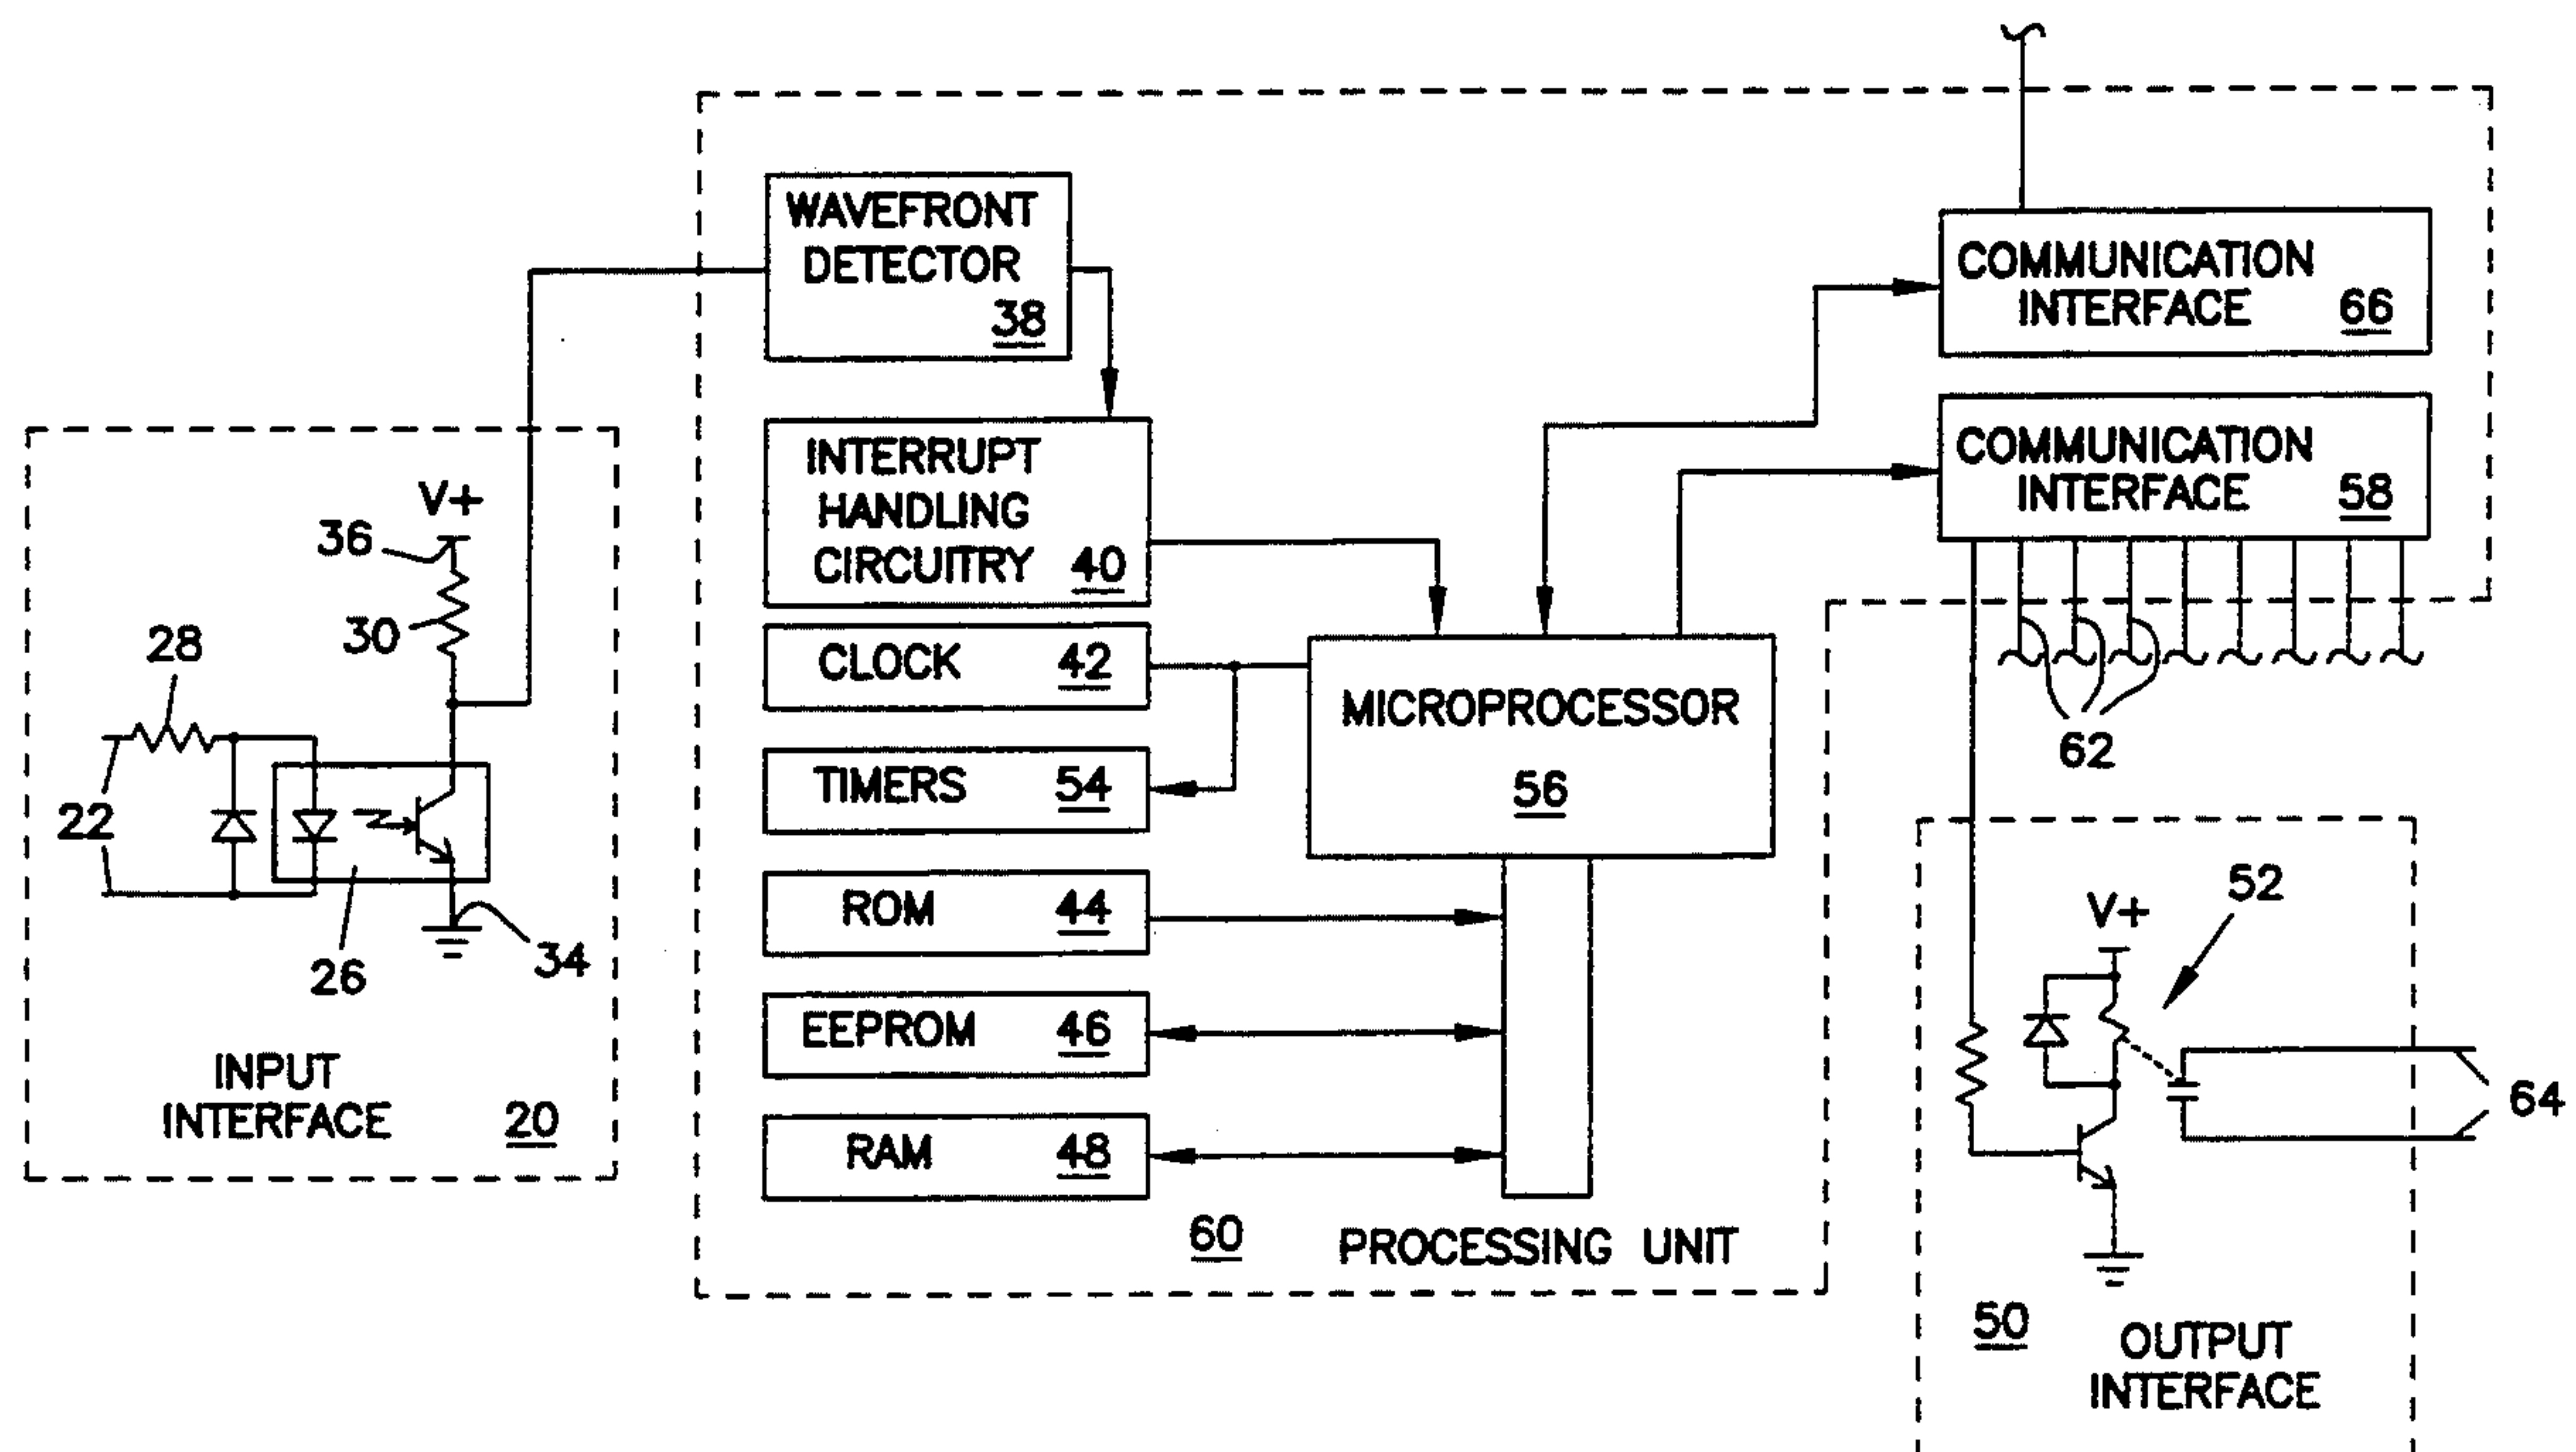 WAVEFRONT
DETECTOR
38
COMMUNICATION
INTERFACE 66
INTERRUPT
HANDLING
CIRCUITRY 40
COMMUNICATION
INTERFACE 58
V+
36
30
28
22
26
34
INPUT
INTERFACE 20
CLOCK 42
TIMERS 54
MICROPROCESSOR
56
ROM 44
EEPROM 46
RAM 48
60 PROCESSING UNIT
62
V+
52
64
50
OUTPUT
INTERFACE